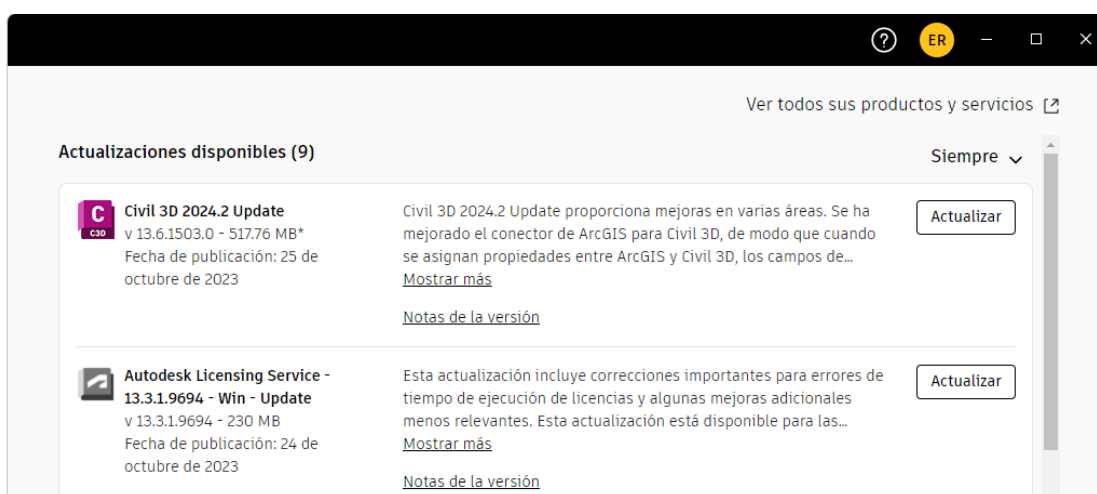 ER
Ver todos sus productos y servicios
Actualizaciones disponibles (9)
Siempre
C
C3D
Civil 3D 2024.2 Update
v 13.6.1503.0 - 517.76 MB*
Fecha de publicación: 25 de
octubre de 2023
Civil 3D 2024.2 Update proporciona mejoras en varias áreas. Se ha
mejorado el conector de ArcGIS para Civil 3D, de modo que cuando
se asignan propiedades entre ArcGIS y Civil 3D, los campos de...
Mostrar más
Notas de la versión
Actualizar
Autodesk Licensing Service -
13.3.1.9694 - Win - Update
v 13.3.1.9694 - 230 MB
Fecha de publicación: 24 de
octubre de 2023
Esta actualización incluye correcciones importantes para errores de
tiempo de ejecución de licencias y algunas mejoras adicionales
menos relevantes. Esta actualización está disponible para las...
Mostrar más
Notas de la versión
Actualizar